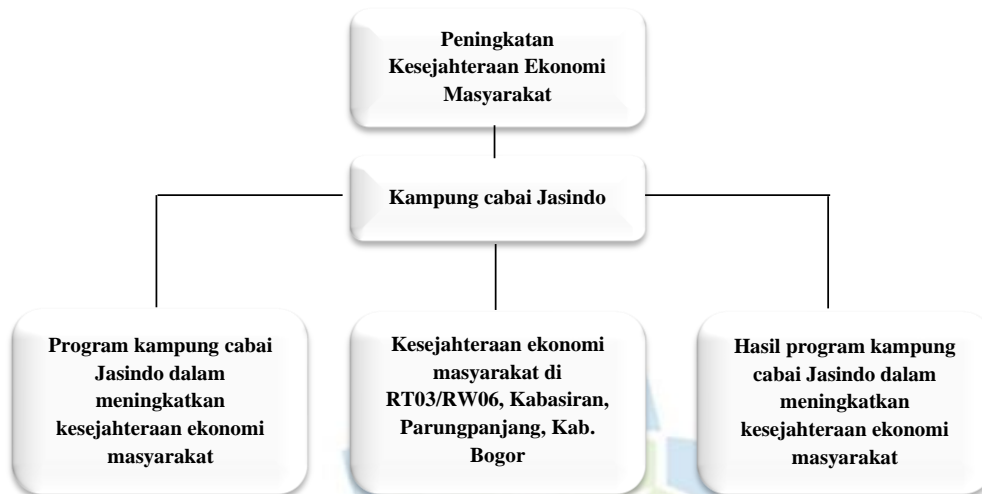 Peningkatan
Kesejahteraan Ekonomi
Masyarakat
Kampung cabai Jasindo
Program kampung cabai
Jasindo dalam
meningkatkan
kesejahteraan ekonomi
masyarakat
Kesejahteraan ekonomi
masyarakat di
RT03/RW06, Kabasiran,
Parungpanjang, Kab.
Bogor
Hasil program kampung
cabai Jasindo dalam
meningkatkan
kesejahteraan ekonomi
masyarakat